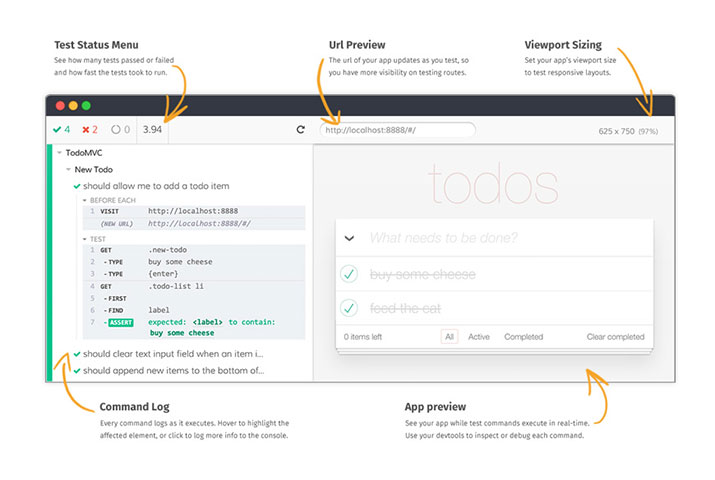 Test Status Menu
See how many tests passed or failed
and how fast the tests took to run.
Url Preview
The url of your app updates as you test, so
you have more visibility on testing routes.
Viewport Sizing
Set your app's viewport size
to test responsive layouts.
4 2 0 3.94
http://localhost:8888/#/
625 x 750 (97%)
TodoMVC
New Todo
should allow me to add a todo item
BEFORE EACH
1 VISIT http://localhost:8888
(NEW URL) http://localhost:8888/#/
TEST
1 GET .new-todo
2 - TYPE buy some cheese
3 - TYPE {enter}
4 GET .todo-list li
5 - FIRST
6 - FIND label
7 - ASSERT expected: <label> to contain:
buy some cheese
should clear text input field when an item i...
should append new items to the bottom of...
todos
What needs to be done?
buy some cheese
feed the cat
0 items left All Active Completed Clear completed
Command Log
Every command logs as it executes. Hover to highlight the
affected element, or click to log more info to the console.
App preview
See your app while test commands execute in real-time.
Use your devtools to inspect or debug each command.